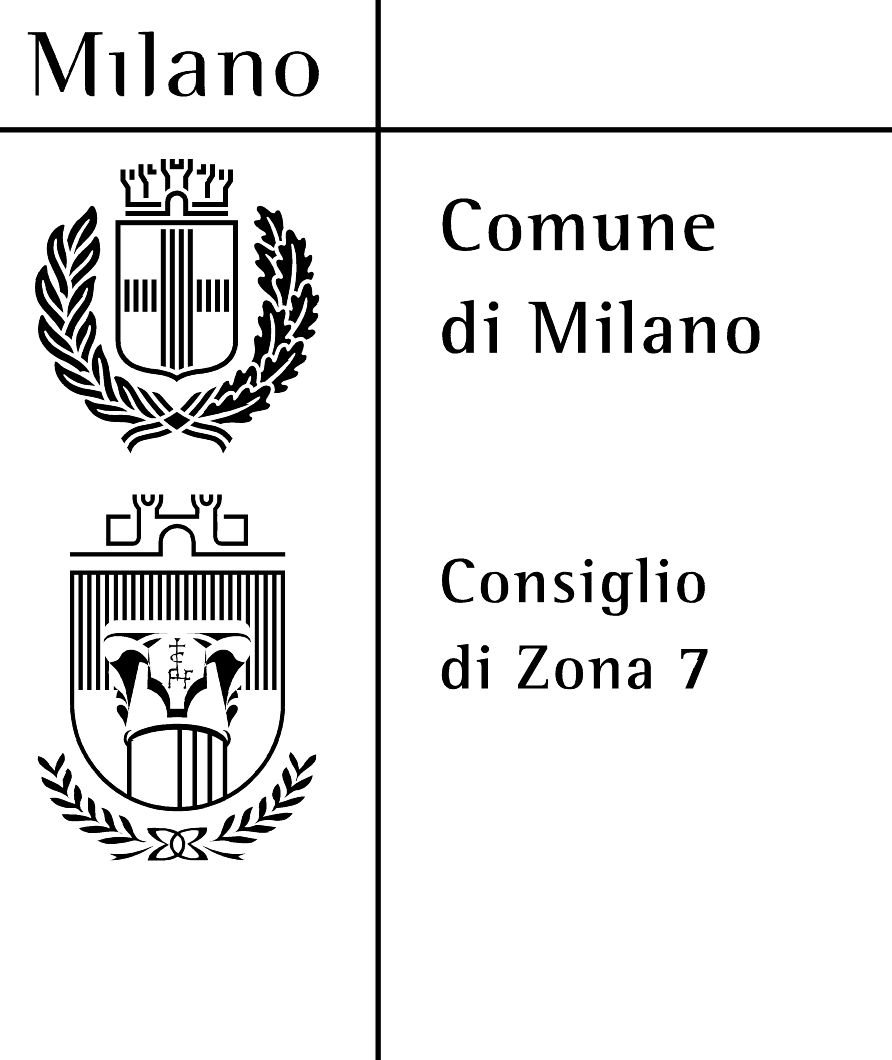 Milano
Comune
di Milano
Consiglio
di Zona 7